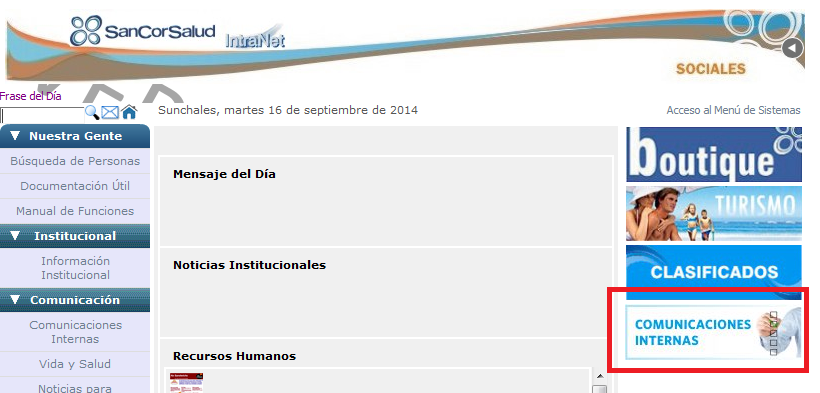 SanCorSalud
IntraNet
SOCIALES
Frase del Día
Sunchales, martes 16 de septiembre de 2014
Acceso al Menú de Sistemas
Nuestra Gente
Búsqueda de Personas
Documentación Útil
Manual de Funciones
Institucional
Información
Institucional
Comunicación
Comunicaciones
Internas
Vida y Salud
Noticias para
Mensaje del Día
Noticias Institucionales
Recursos Humanos
boutique
TURISMO
CLASIFICADOS
COMUNICACIONES
INTERNAS